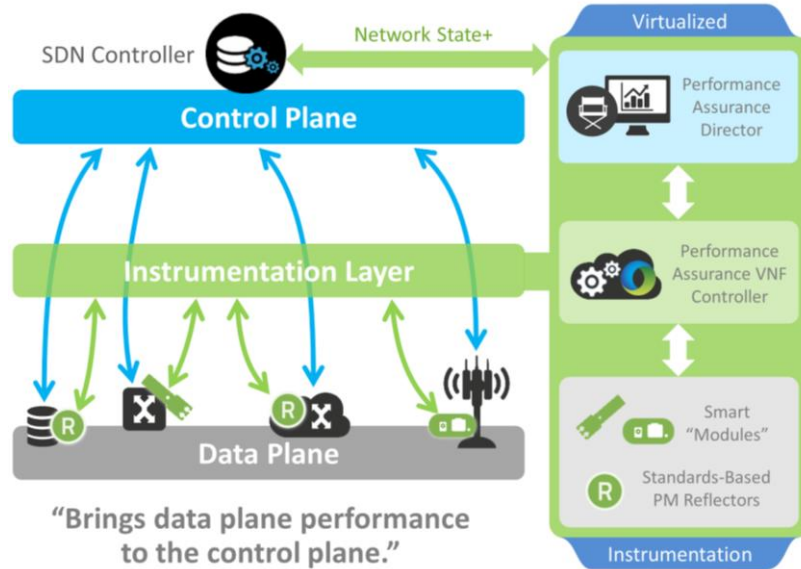 Virtualized
Network State+
SDN Controller
Control Plane
Performance
Assurance
Director
Instrumentation Layer
Performance
Assurance VNF
Controller
R
R
Data Plane
Smart
“Modules”
R
Standards-Based
PM Reflectors
“Brings data plane performance
to the control plane.”
Instrumentation